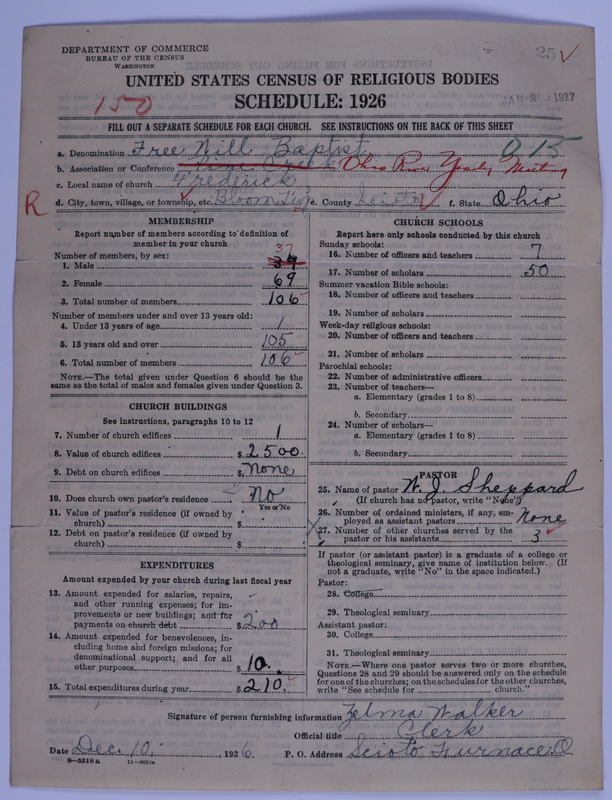 DEPARTMENT OF COMMERCE
BUREAU OF THE CENSUS
WASHINGTON
25 ✓
UNITED STATES CENSUS OF RELIGIOUS BODIES
150
SCHEDULE: 1926
JAN -8 1927
FILL OUT A SEPARATE SCHEDULE FOR EACH CHURCH. SEE INSTRUCTIONS ON THE BACK OF THIS SHEET
a. Denomination Free Will Baptist
b. Association or Conference Pine Creek Ohio River Yearly Meeting
c. Local name of church Frederick
R
d. City, town, village, or township, etc. Bloom Twp e. County Scioto f. State Ohio
MEMBERSHIP
Report number of members according to definition of
member in your church
Number of members, by sex: 37
1. Male
2. Female 69
3. Total number of members 106
Number of members under and over 13 years old:
4. Under 13 years of age 1
5. 13 years old and over 105
6. Total number of members 106
NOTE.—The total given under Question 6 should be the
same as the total of males and females given under Question 3.
CHURCH BUILDINGS
See instructions, paragraphs 10 to 12
7. Number of church edifices 1
8. Value of church edifices $ 2500.
9. Debt on church edifices $ None
10. Does church own pastor's residence No
Yes or No
11. Value of pastor's residence (if owned by
church) $
12. Debt on pastor's residence (if owned by
church) $
EXPENDITURES
Amount expended by your church during last fiscal year
13. Amount expended for salaries, repairs,
and other running expenses; for im-
provements or new buildings; and for
payments on church debt $ 200
14. Amount expended for benevolences, in-
cluding home and foreign missions; for
denominational support; and for all
other purposes $ 10.
15. Total expenditures during year $ 210.
CHURCH SCHOOLS
Report here only schools conducted by this church
Sunday schools:
16. Number of officers and teachers 7
17. Number of scholars 50
Summer vacation Bible schools:
18. Number of officers and teachers
19. Number of scholars
Week-day religious schools:
20. Number of officers and teachers
21. Number of scholars
Parochial schools:
22. Number of administrative officers
23. Number of teachers—
a. Elementary (grades 1 to 8)
b. Secondary
24. Number of scholars—
a. Elementary (grades 1 to 8)
b. Secondary
PASTOR
25. Name of pastor W. J. Sheppard
(If church has no pastor, write "None")
26. Number of ordained ministers, if any, em-
ployed as assistant pastors None
27. Number of other churches served by the
pastor or his assistants 3
If pastor (or assistant pastor) is a graduate of a college or
theological seminary, give name of institution below. (If
not a graduate, write "No" in the space indicated.)
Pastor:
28. College
29. Theological seminary
Assistant pastor:
30. College
31. Theological seminary
NOTE.—Where one pastor serves two or more churches,
Questions 28 and 29 should be answered only on the schedule
for one of the churches; on the schedules for the other churches,
write "See schedule for church."
Signature of person furnishing information Zelma Walker
Official title Clerk
Date Dec. 10 , 1926. P. O. Address Scioto Furnace O
8—5518a 11—9051a